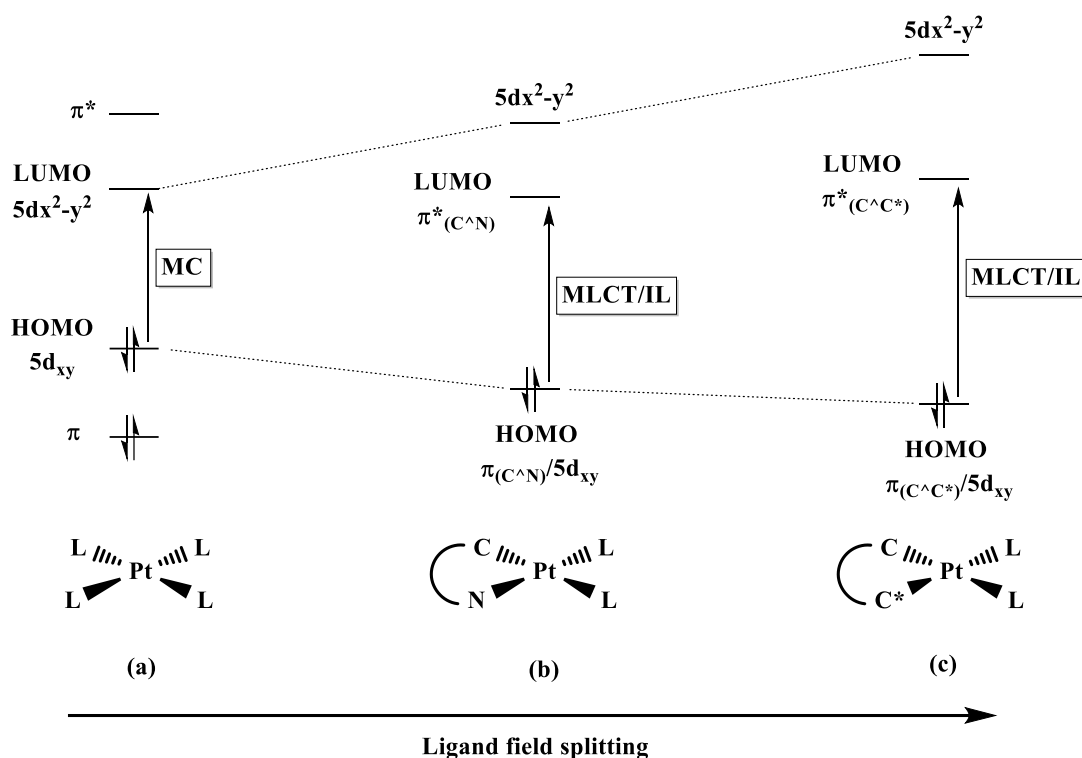 5dx²-y²
5dx²-y²
π*
LUMO
5dx²-y²
LUMO
π*(C^N)
LUMO
π*(C^C*)
MC
MLCT/IL
MLCT/IL
HOMO
5dxy
π
HOMO
π(C^N)/5dxy
HOMO
π(C^C*)/5dxy
L L
Pt
L L
C L
Pt
N L
C L
Pt
C* L
(a)
(b)
(c)
Ligand field splitting